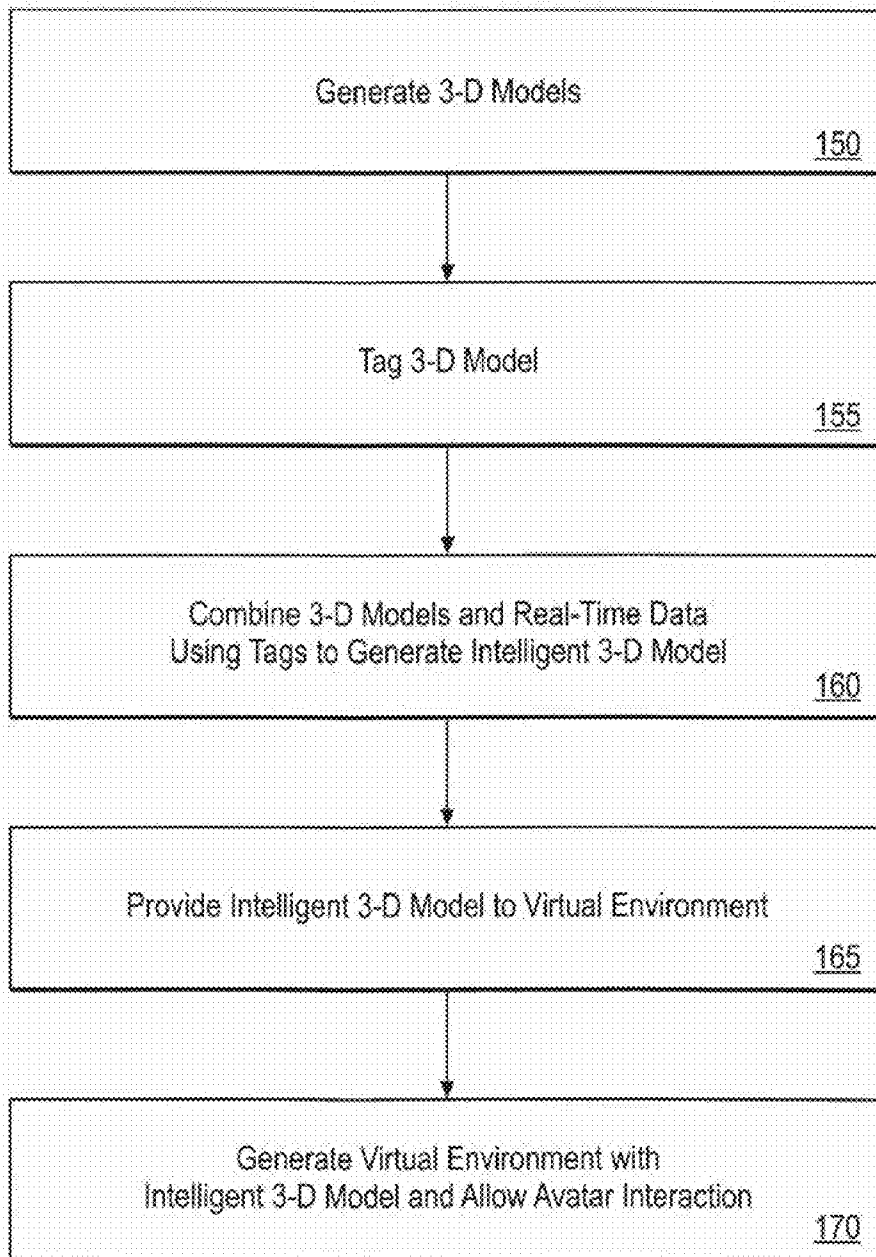 Generate 3-D Models
150
Tag 3-D Model
155
Combine 3-D Models and Real-Time Data
Using Tags to Generate Intelligent 3-D Model
160
Provide Intelligent 3-D Model to Virtual Environment
165
Generate Virtual Environment with
Intelligent 3-D Model and Allow Avatar Interaction
170